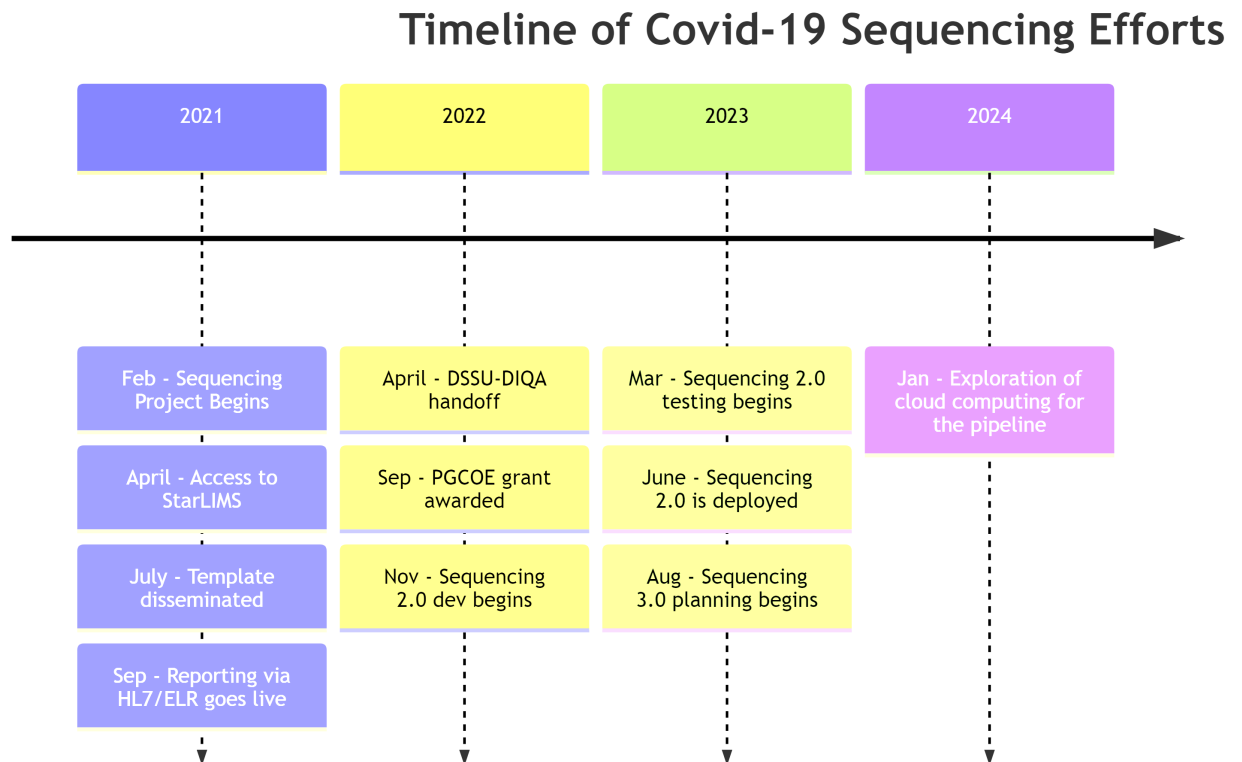 Timeline of Covid-19 Sequencing Efforts
2021
2022
2023
2024
Feb - Sequencing
Project Begins
April - Access to
StarLIMS
July - Template
disseminated
Sep - Reporting via
HL7/ELR goes live
April - DSSU-DIQA
handoff
Sep - PGCOE grant
awarded
Nov - Sequencing
2.0 dev begins
Mar - Sequencing 2.0
testing begins
June - Sequencing
2.0 is deployed
Aug - Sequencing
3.0 planning begins
Jan - Exploration of
cloud computing for
the pipeline